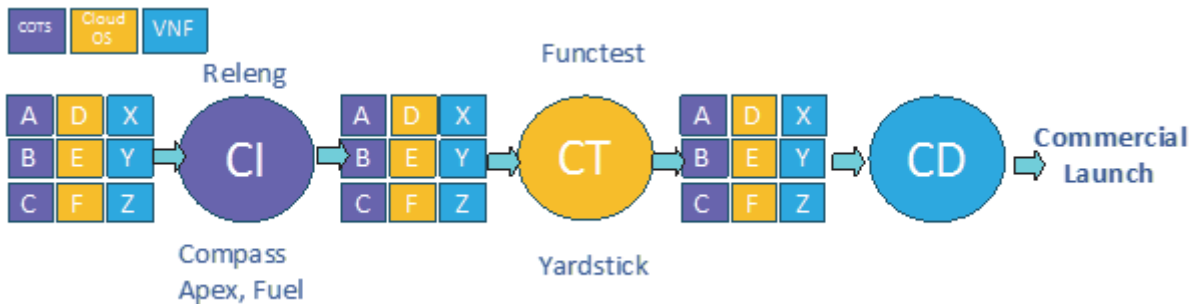 COTS Cloud OS VNF
Releng Functest
A D X A D X A D X
B E Y CI B E Y CT B E Y CD Commercial
C F Z C F Z C F Z Launch
Compass Yardstick
Apex, Fuel